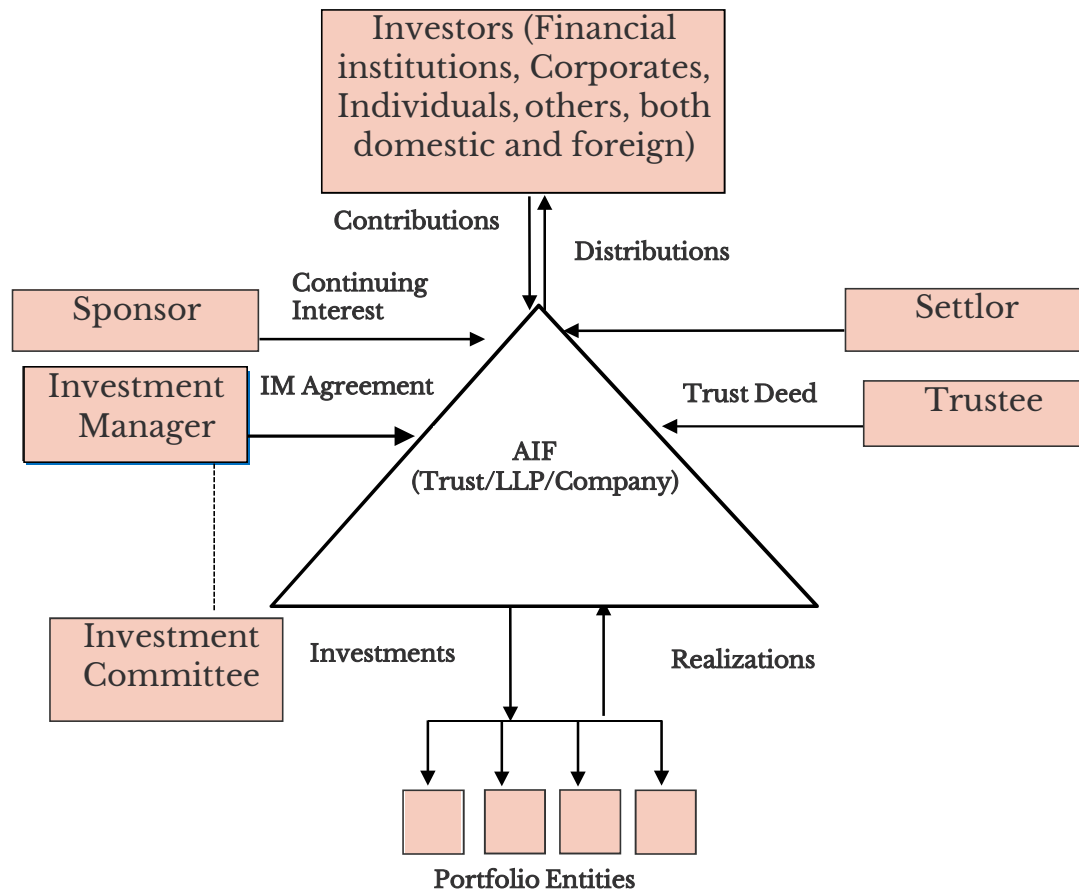 Investors (Financial
institutions, Corporates,
Individuals, others, both
domestic and foreign)
Contributions
Distributions
Continuing
Interest
Sponsor
Settlor
Investment
Manager
IM Agreement
Trust Deed
Trustee
AIF
(Trust/LLP/Company)
Investment
Committee
Investments
Realizations
Portfolio Entities